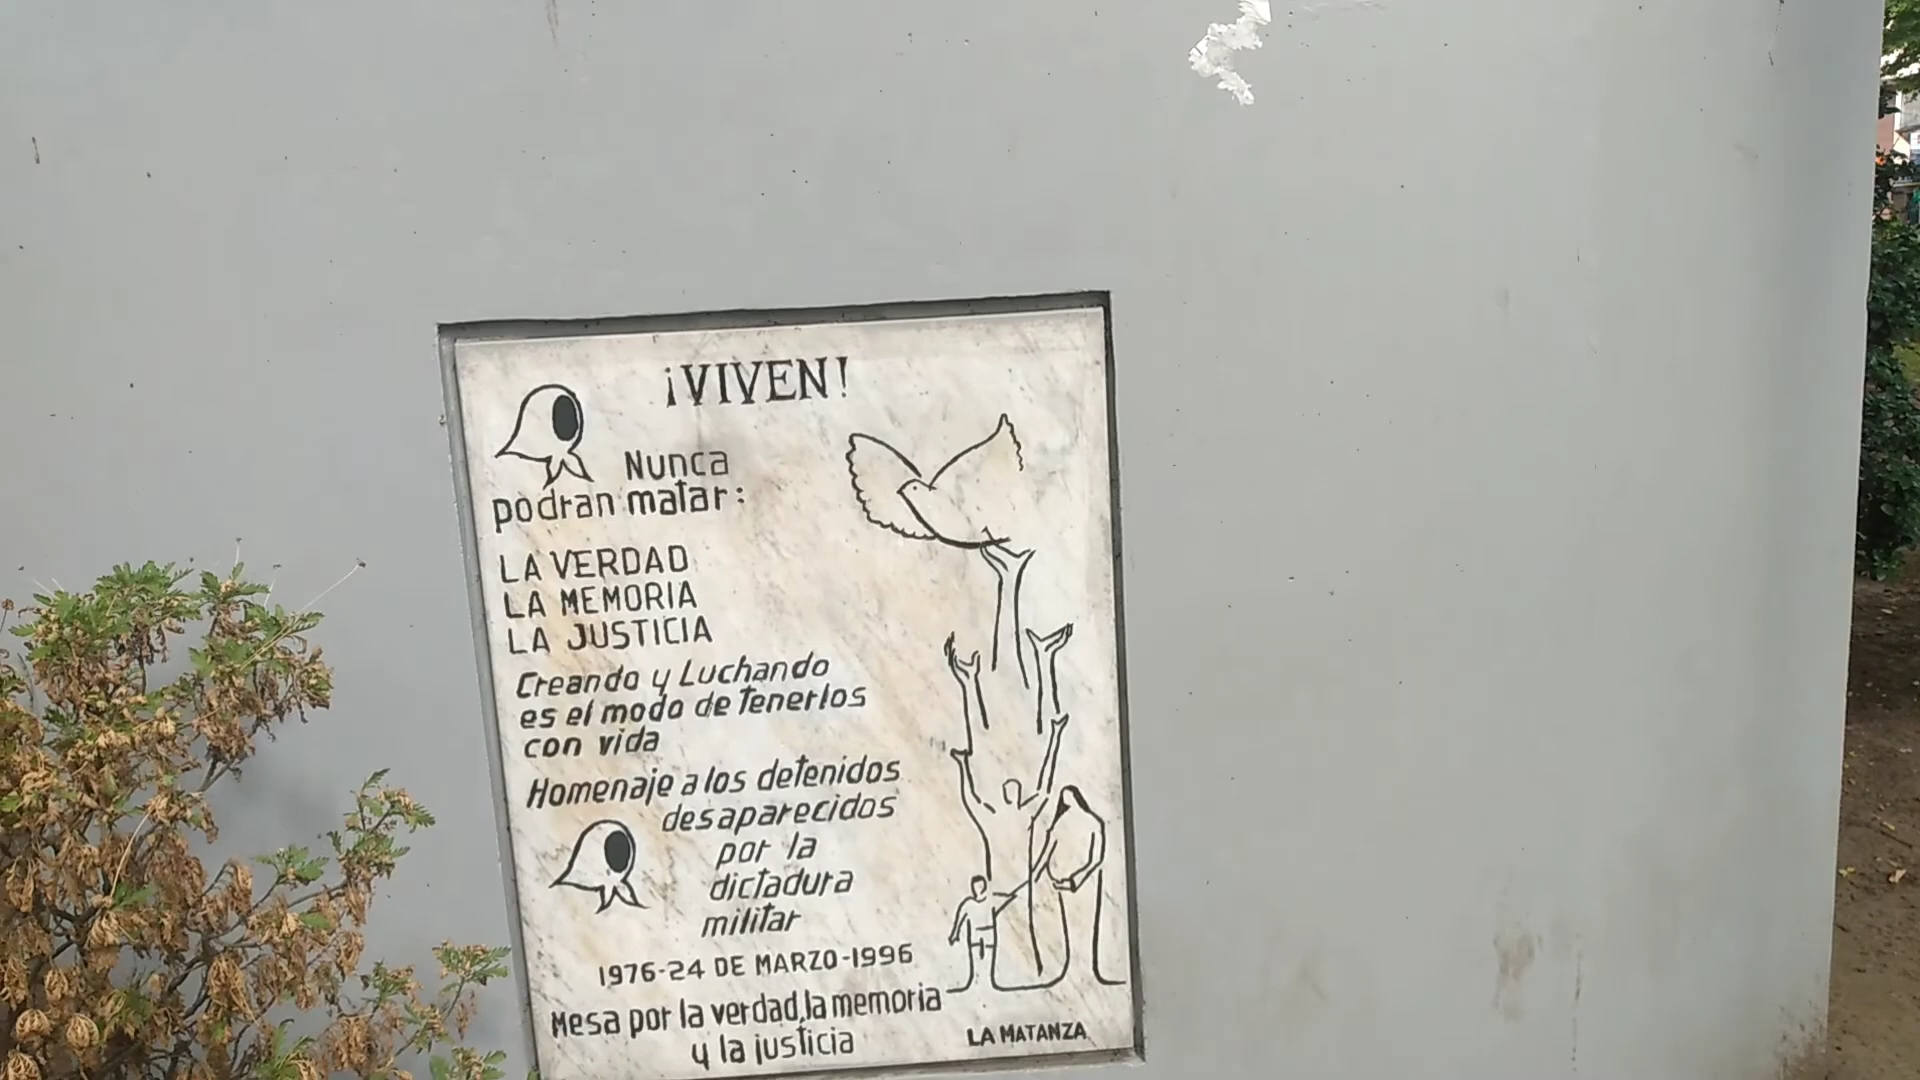 ¡VIVEN!
Nunca
podran matar:
LA VERDAD
LA MEMORIA
LA JUSTICIA
Creando y Luchando
es el modo de tenerlos
con vida
Homenaje a los detenidos
desaparecidos
por la
dictadura
militar
1976-24 DE MARZO-1996
Mesa por la verdad, la memoria
y la justicia
LA MATANZA